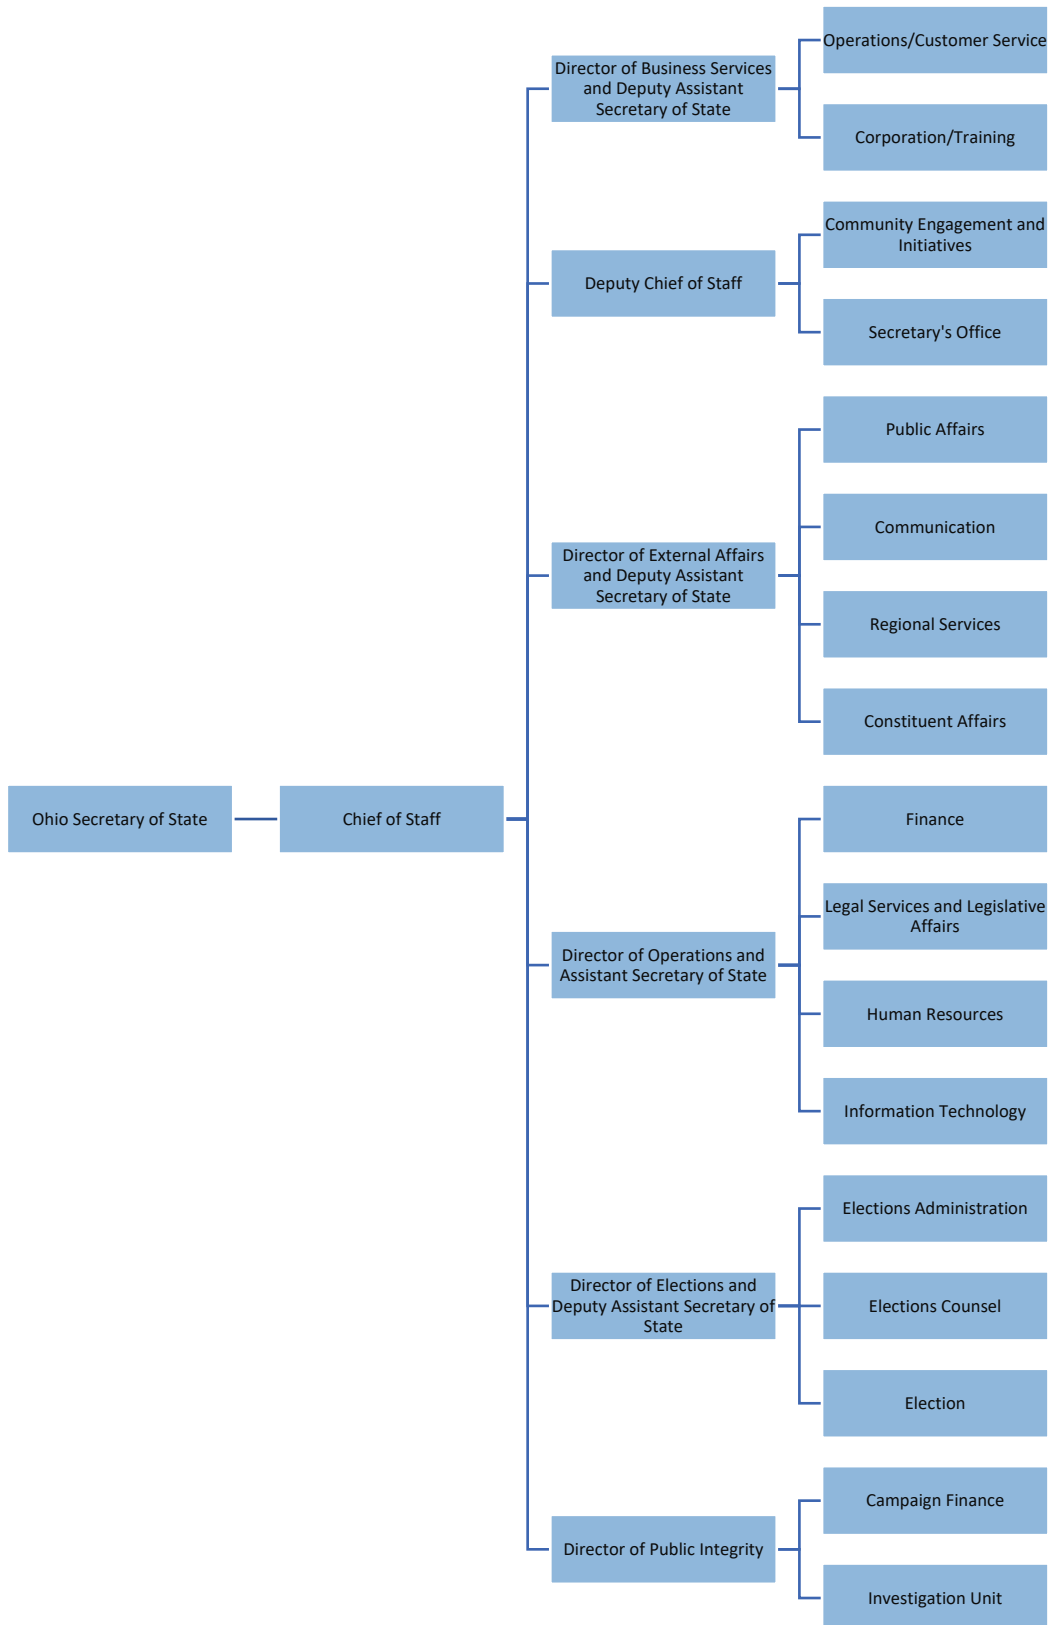 Ohio Secretary of State
Chief of Staff
Director of Business Services
and Deputy Assistant
Secretary of State
Operations/Customer Service
Corporation/Training
Deputy Chief of Staff
Community Engagement and
Initiatives
Secretary's Office
Director of External Affairs
and Deputy Assistant
Secretary of State
Public Affairs
Communication
Regional Services
Constituent Affairs
Director of Operations and
Assistant Secretary of State
Finance
Legal Services and Legislative
Affairs
Human Resources
Information Technology
Director of Elections and
Deputy Assistant Secretary of
State
Elections Administration
Elections Counsel
Election
Director of Public Integrity
Campaign Finance
Investigation Unit